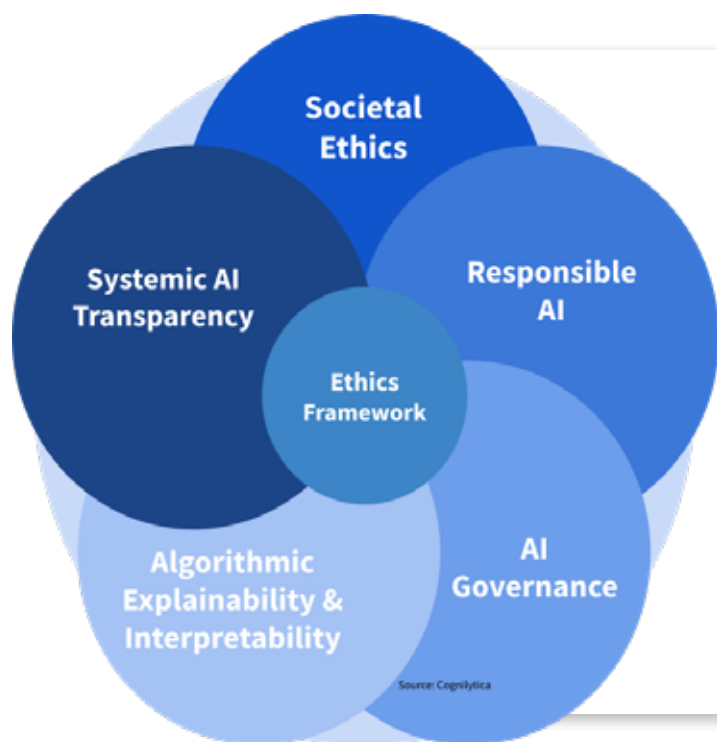 Societal
Ethics
Systemic AI
Transparency
Responsible
AI
Ethics
Framework
Algorithmic
Explainability &
Interpretability
AI
Governance
Source: Cognilytica